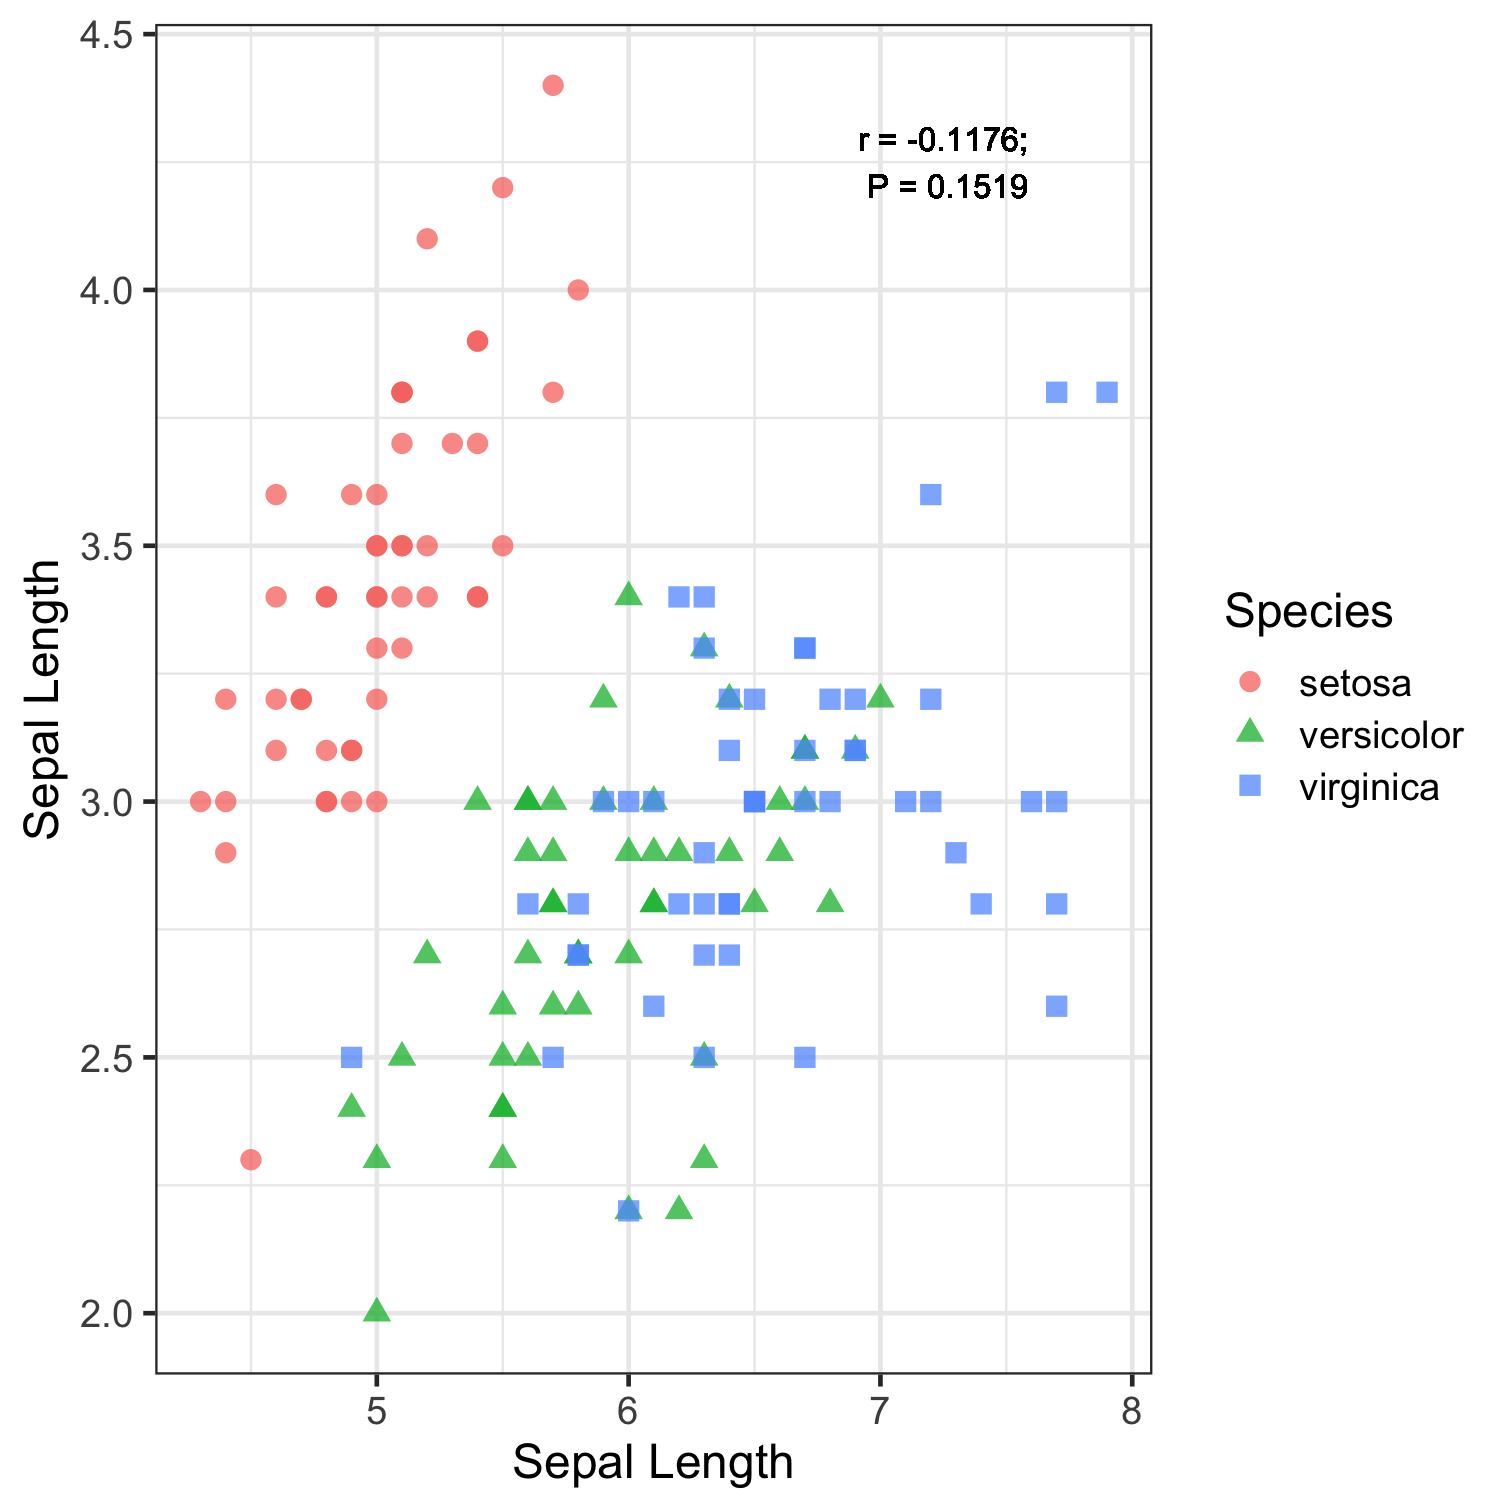 4.5
4.0
3.5
3.0
2.5
2.0
Sepal Length
r = -0.1176;
P = 0.1519
5 6 7 8
Sepal Length
Species
setosa
versicolor
virginica